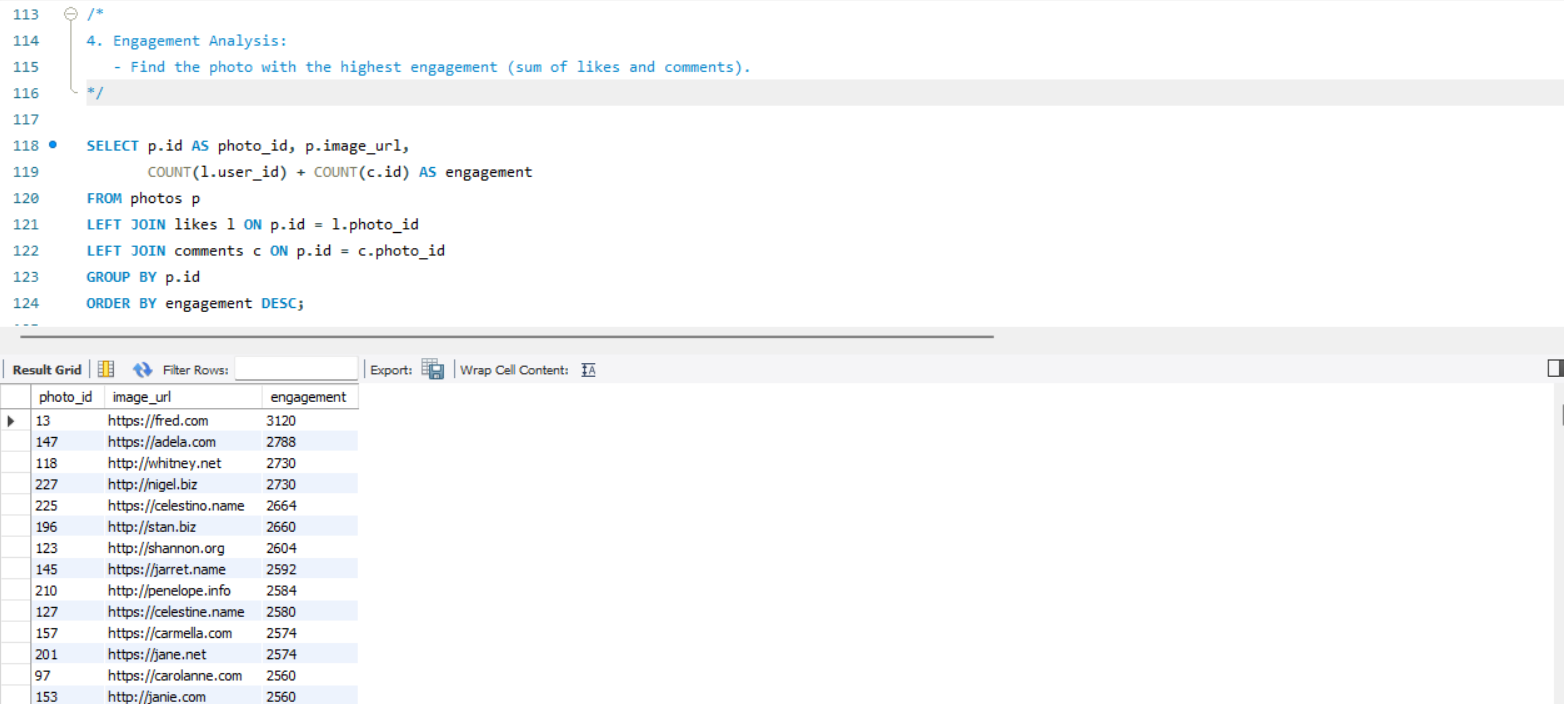 113 /*
114 4. Engagement Analysis:
115 - Find the photo with the highest engagement (sum of likes and comments).
116 */
117
118 SELECT p.id AS photo_id, p.image_url,
119 COUNT(l.user_id) + COUNT(c.id) AS engagement
120 FROM photos p
121 LEFT JOIN likes l ON p.id = l.photo_id
122 LEFT JOIN comments c ON p.id = c.photo_id
123 GROUP BY p.id
124 ORDER BY engagement DESC;
Result Grid Filter Rows: Export: Wrap Cell Content: IA
photo_id image_url engagement
13 https://fred.com 3120
147 https://adela.com 2788
118 http://whitney.net 2730
227 http://nigel.biz 2730
225 https://celestino.name 2664
196 http://stan.biz 2660
123 http://shannon.org 2604
145 https://jarret.name 2592
210 http://penelope.info 2584
127 https://celestine.name 2580
157 https://carmella.com 2574
201 https://jane.net 2574
97 https://carolanne.com 2560
153 http://janie.com 2560